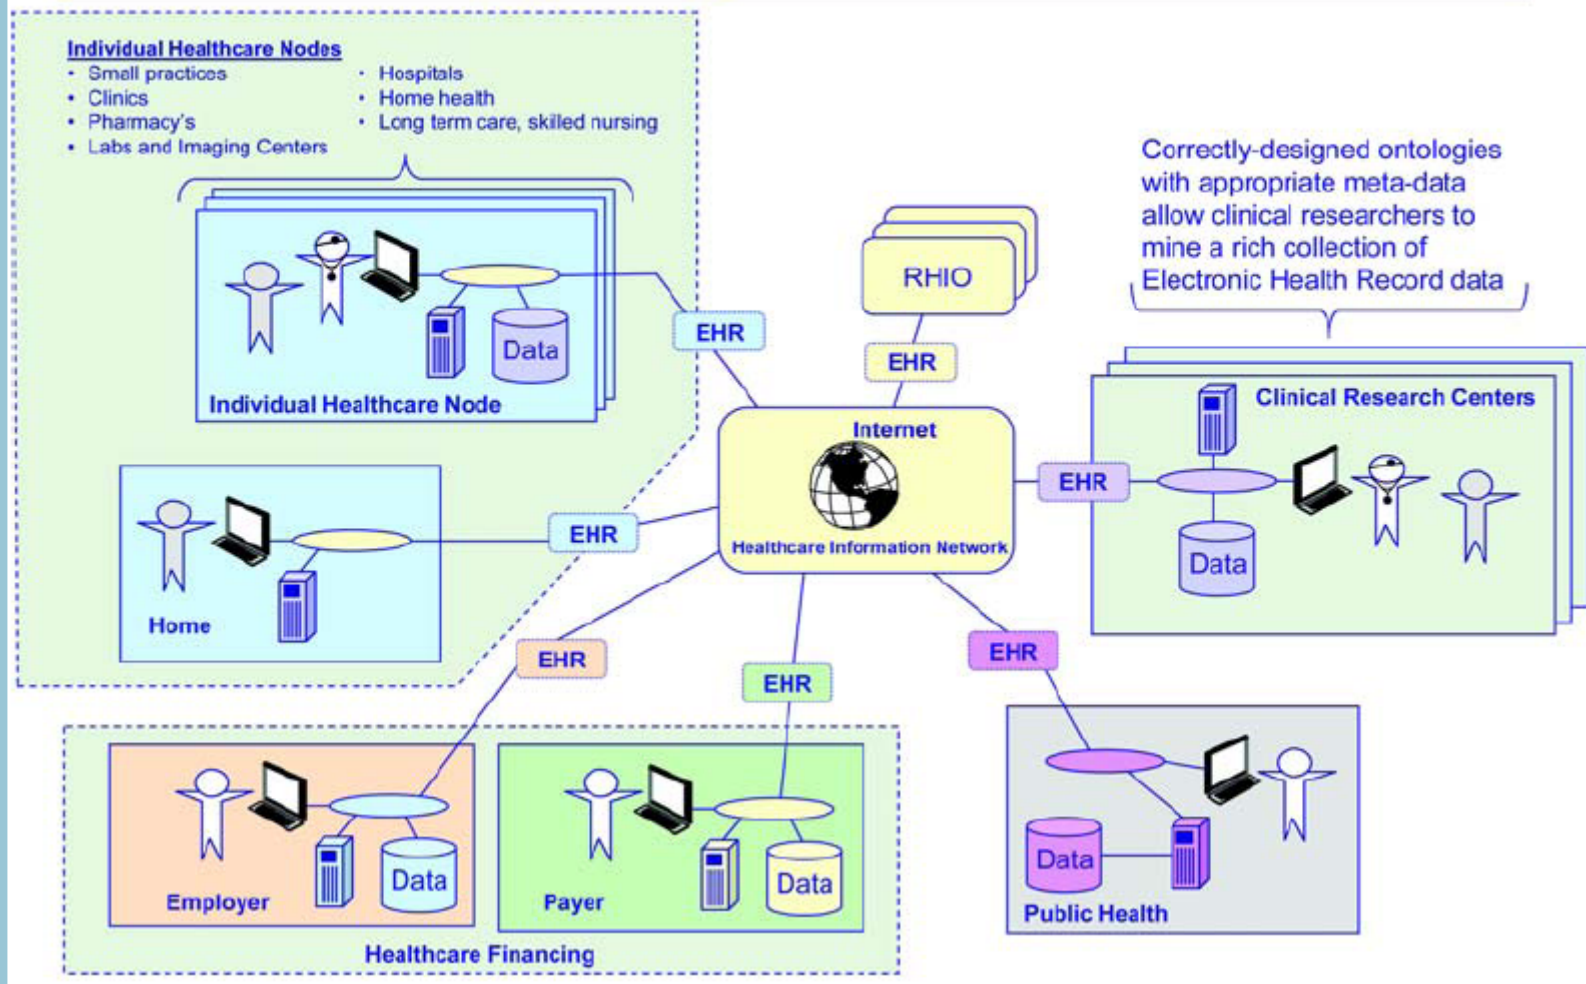 Individual Healthcare Nodes
• Small practices
• Clinics
• Pharmacy's
• Labs and Imaging Centers
• Hospitals
• Home health
• Long term care, skilled nursing
Data
Individual Healthcare Node
EHR
RHIO
EHR
Correctly-designed ontologies
with appropriate meta-data
allow clinical researchers to
mine a rich collection of
Electronic Health Record data
Internet
Healthcare Information Network
EHR
Clinical Research Centers
Data
Home
EHR
EHR
EHR
EHR
Employer
Data
Payer
Data
Healthcare Financing
Data
Public Health